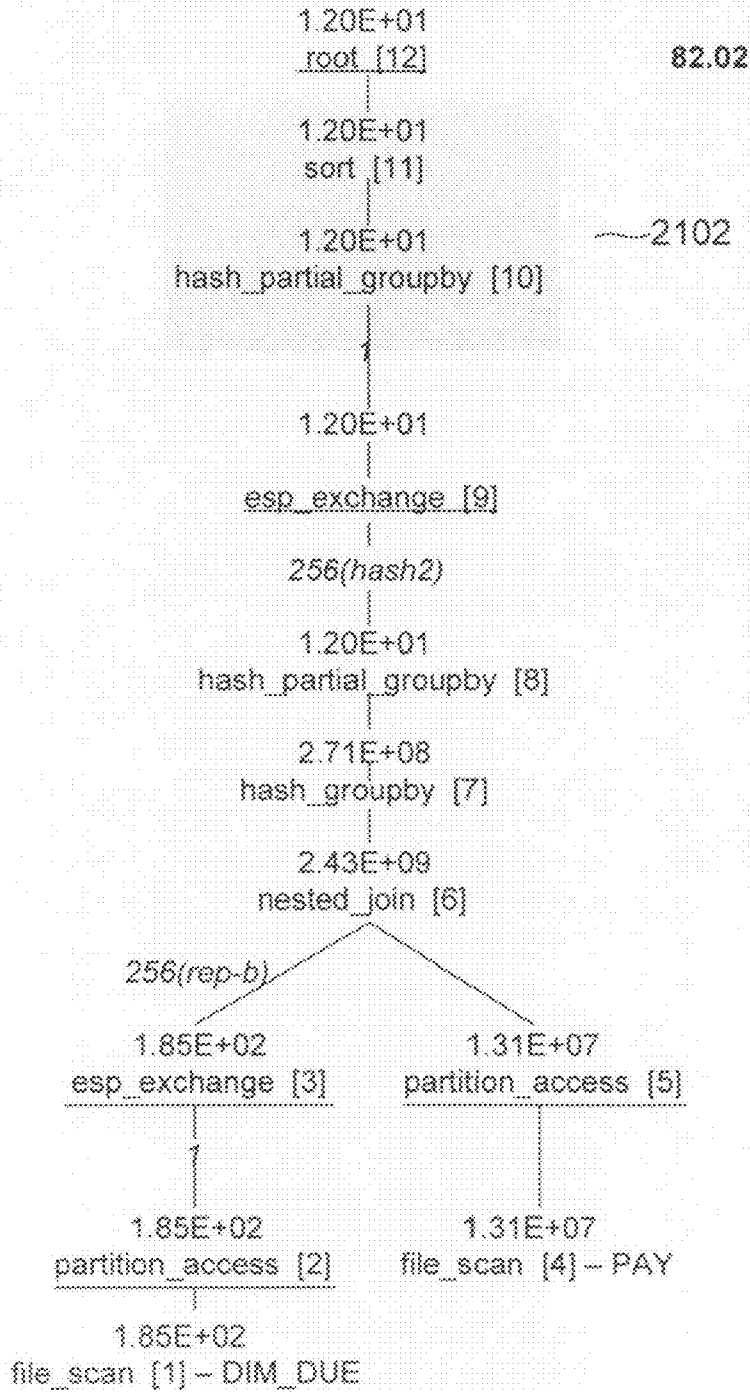 1.20E+01
root [12]
82.02
1.20E+01
sort [11]
1.20E+01
2102
hash_partial_groupby [10]
1
1.20E+01
esp_exchange [9]
256(hash2)
1.20E+01
hash_partial_groupby [8]
2.71E+08
hash_groupby [7]
2.43E+09
nested_join [6]
256(rep-b)
1.85E+02 1.31E+07
esp_exchange [3] partition_access [5]
1
1.85E+02 1.31E+07
partition_access [2] file_scan [4] – PAY
1.85E+02
file_scan [1] – DIM_DUE